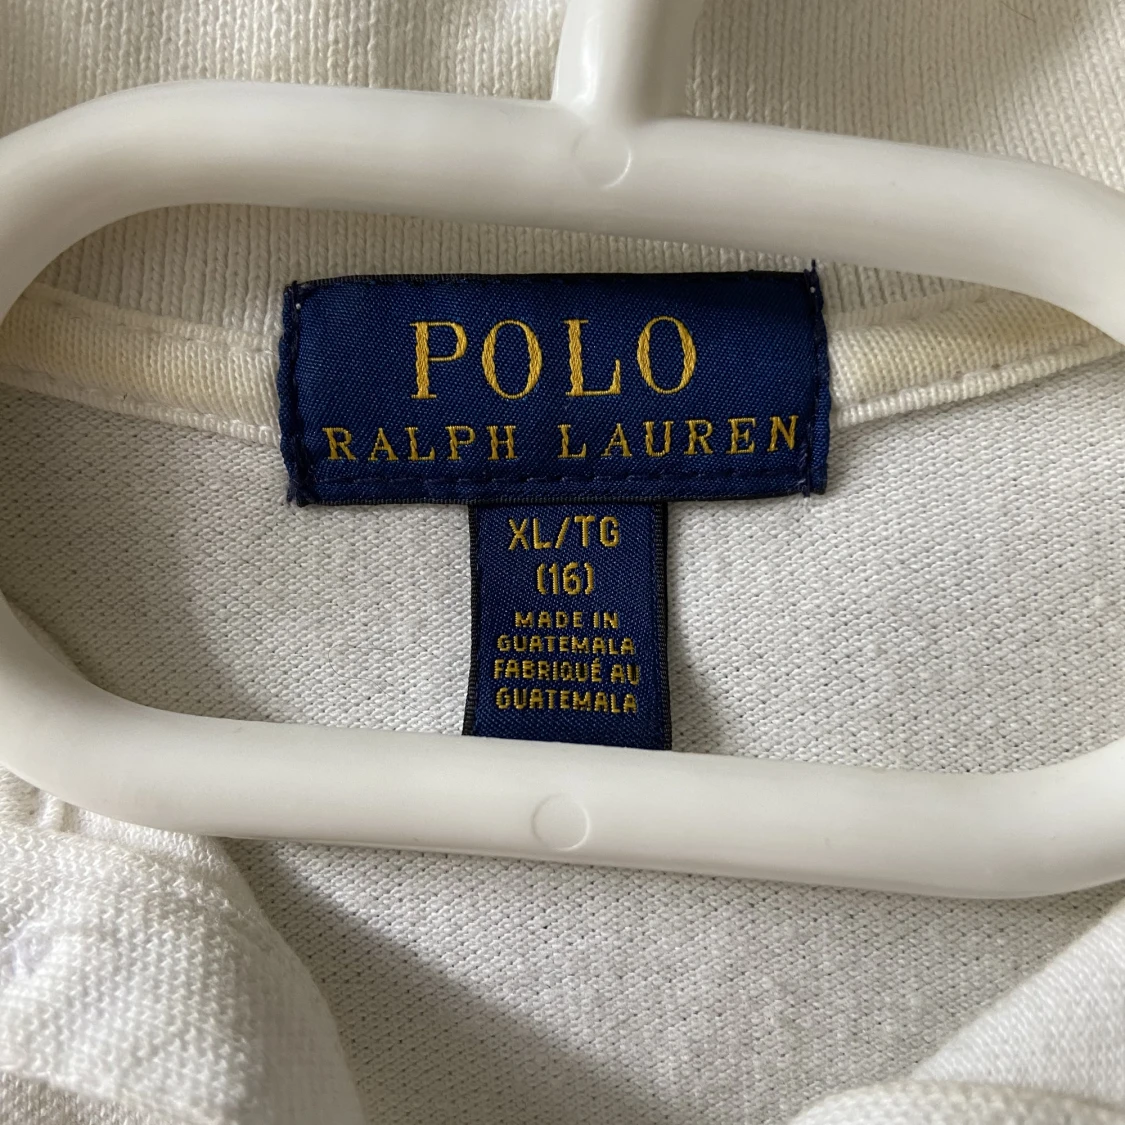 POLO
RALPH LAUREN
XL/TG
(16)
MADE IN
GUATEMALA
FABRIQUÉ AU
GUATEMALA